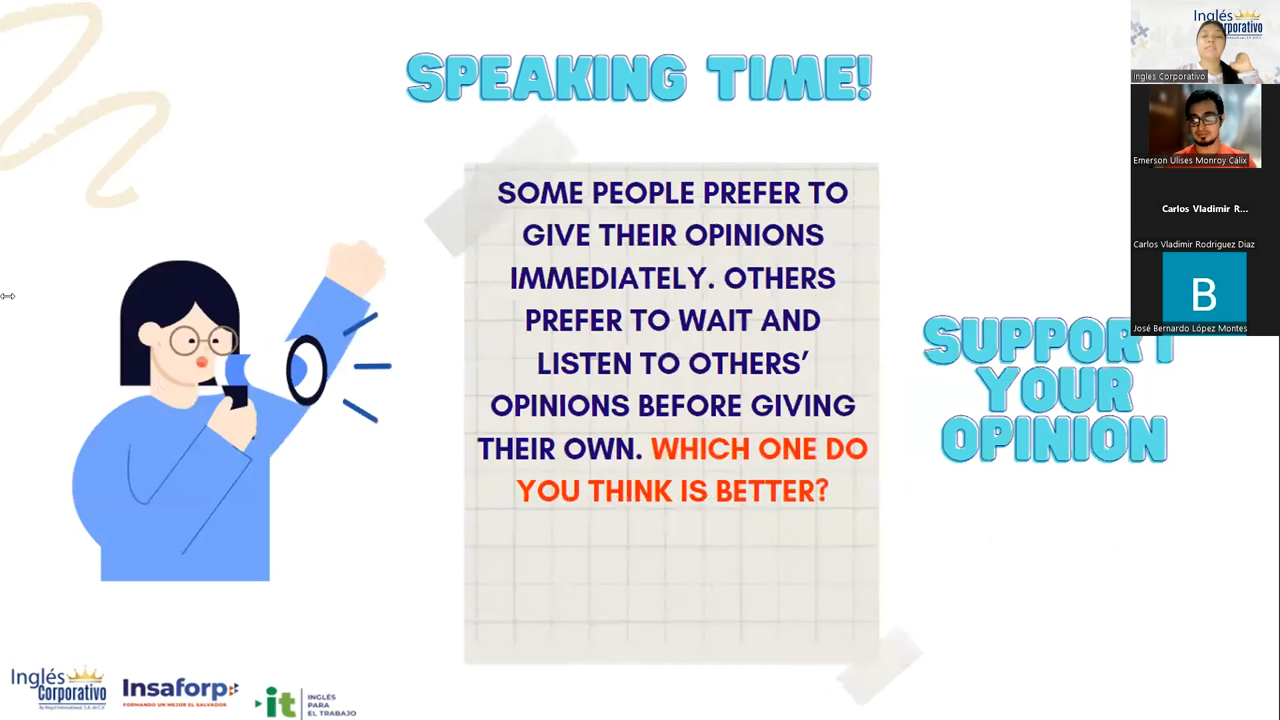 SPEAKING TIME!
SOME PEOPLE PREFER TO
GIVE THEIR OPINIONS
IMMEDIATELY. OTHERS
PREFER TO WAIT AND
LISTEN TO OTHERS’
OPINIONS BEFORE GIVING
THEIR OWN. WHICH ONE DO
YOU THINK IS BETTER?
SUPPORT
YOUR
OPINION
Inglés
Corporativo
Insaforp
FORMANDO UN MEJOR EL SALVADOR
it
INGLÉS
PARA
EL TRABAJO
Inglés
orporativo
Ingles Corporativo
Emerson Ulises Monroy Cálix
Carlos Vladimir R...
Carlos Vladimir Rodriguez Diaz
B
José Bernardo López Montes